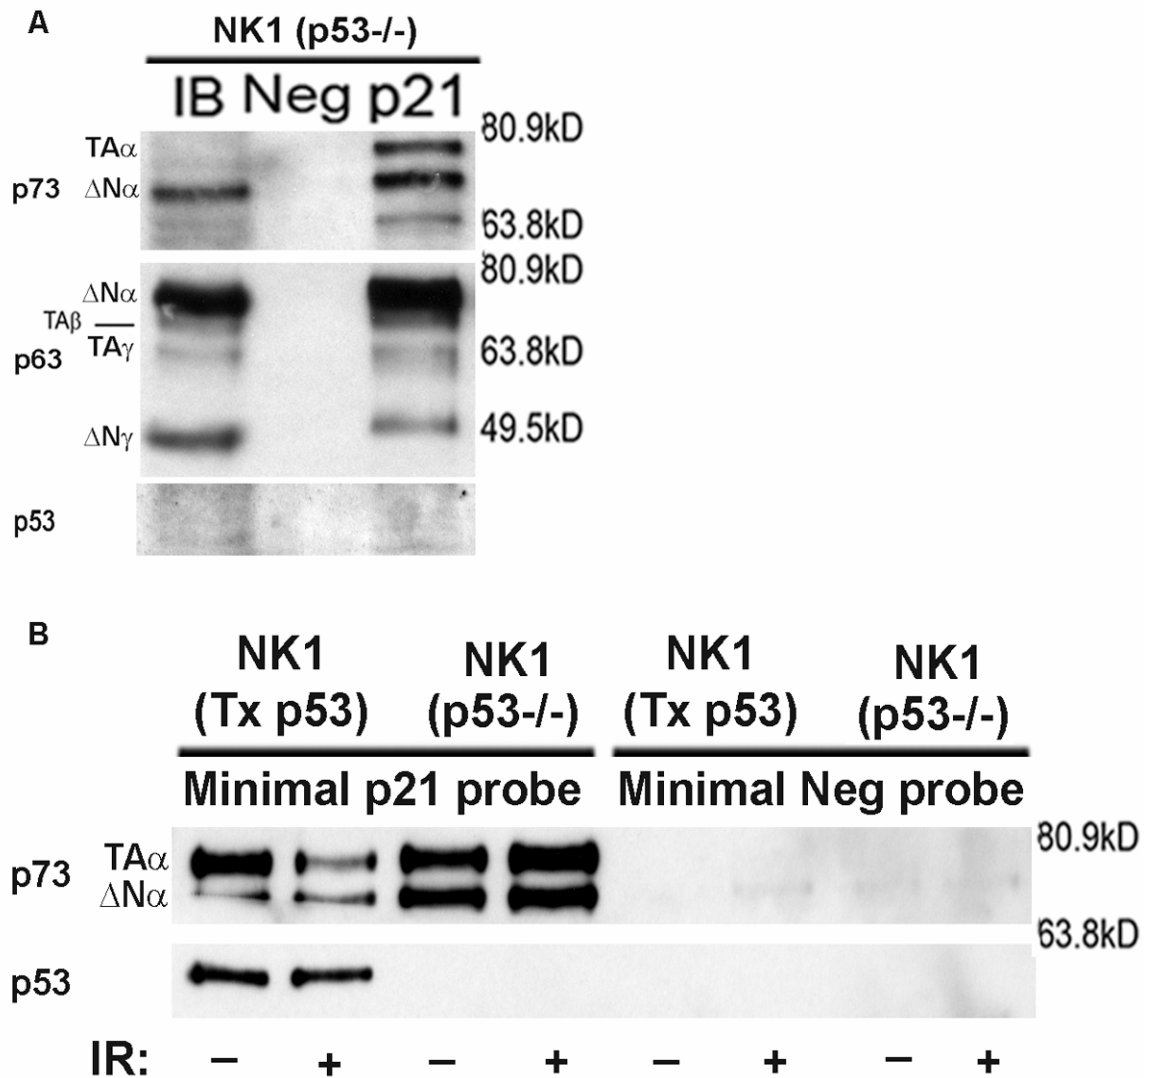 A
NK1 (p53-/-)
IB Neg p21
80.9kD
TAα
p73 ΔNα
63.8kD
80.9kD
ΔNα
TAβ
TAγ
p63
63.8kD
ΔNγ
49.5kD
p53
B
NK1 NK1 NK1 NK1
(Tx p53) (p53-/-) (Tx p53) (p53-/-)
Minimal p21 probe Minimal Neg probe
80.9kD
TAα
p73
ΔNα
63.8kD
p53
IR: – + – + – + – +